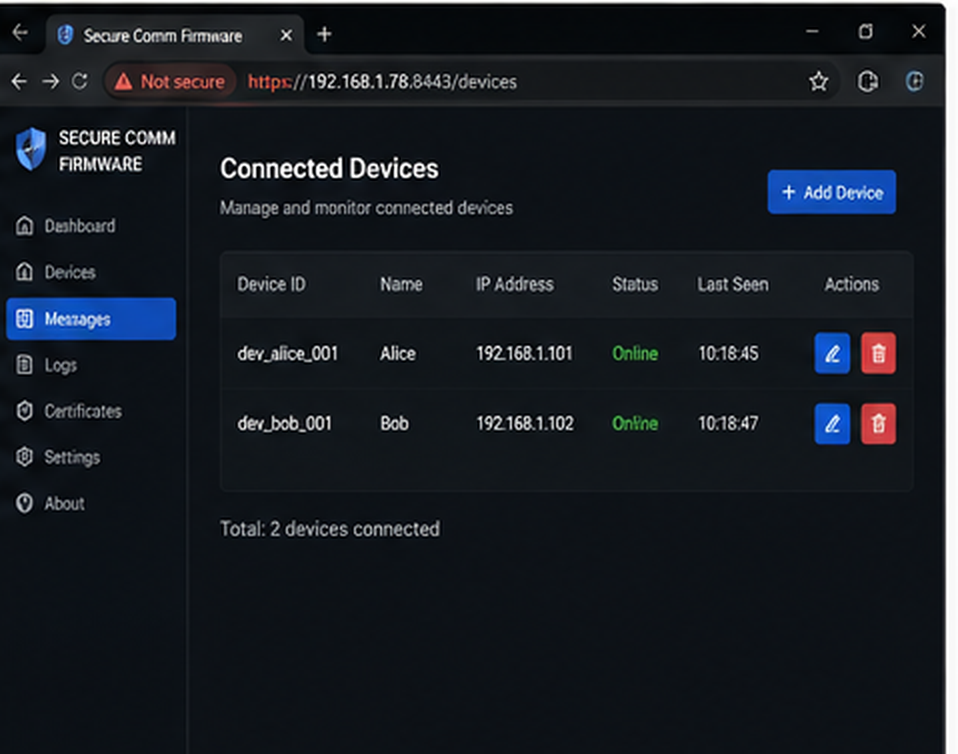 Secure Comm Firmware
Not secure https://192.168.1.78.8443/devices
SECURE COMM
FIRMWARE
Dashboard
Devices
Messages
Logs
Certificates
Settings
About
Connected Devices
Manage and monitor connected devices
+ Add Device
Device ID Name IP Address Status Last Seen Actions
dev_alice_001 Alice 192.168.1.101 Online 10:18:45
dev_bob_001 Bob 192.168.1.102 Online 10:18:47
Total: 2 devices connected